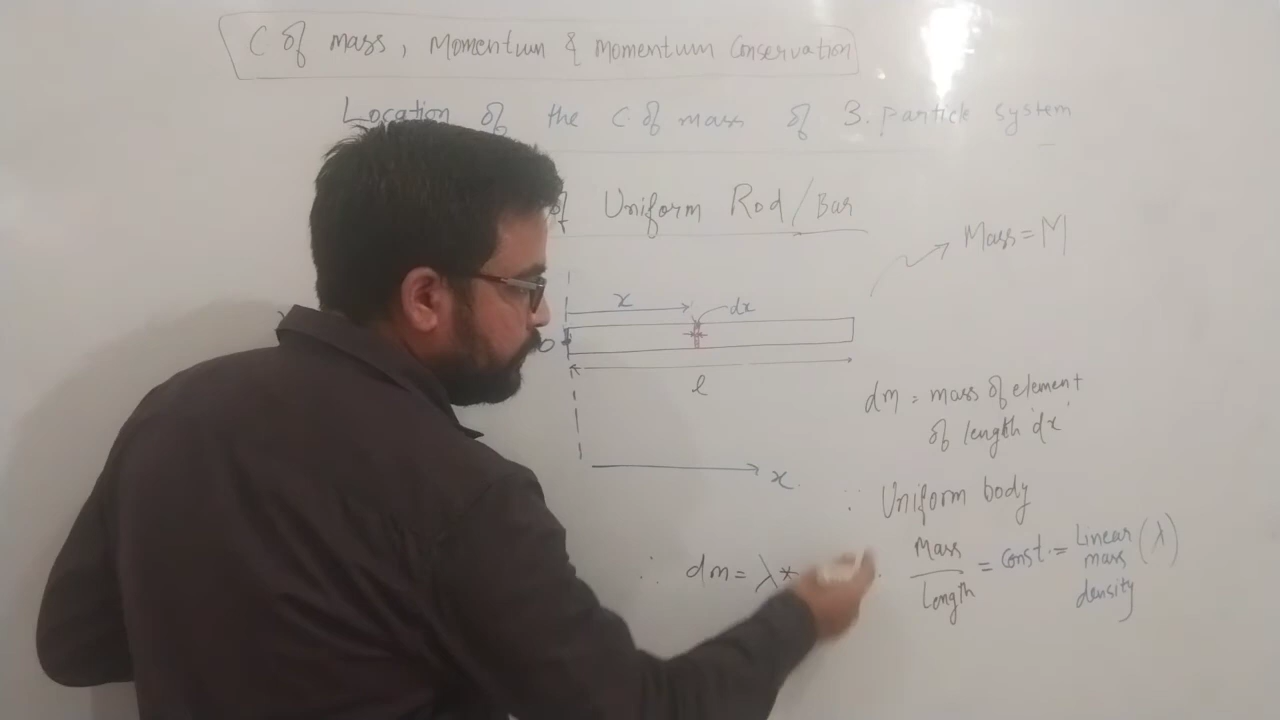 C of mass, Momentum & Momentum Conservation
Location of the C. of mass of 3. particle system
of Uniform Rod/Bar
Mass = M
x
dx
O
l
dm = mass of element
of length 'dx'
x
∵ Uniform body
Mass
Length
= Const. = Linear mass density (λ)
∴ dm = λ*